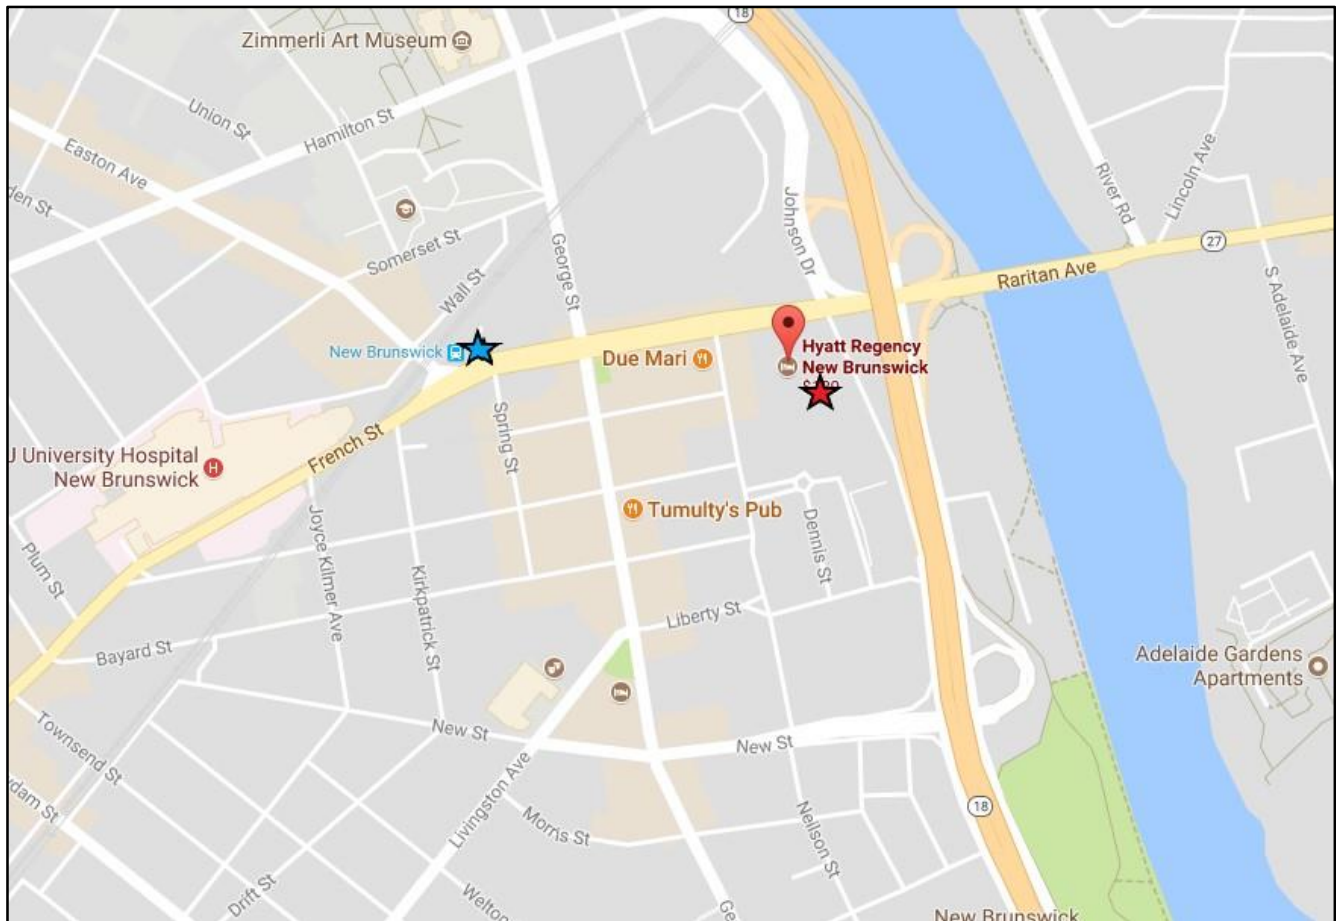 18
Zimmerli Art Museum
Union St
Hamilton St
Easton Ave
den St
Somerset St
Wall St
George St
Johnson Dr
River Rd
Lincoln Ave
27
Raritan Ave
S Adelaide Ave
New Brunswick
Due Mari
Hyatt Regency
New Brunswick
French St
Spring St
J University Hospital
New Brunswick
Tumulty's Pub
Dennis St
Plum St
Joyce Kilmer Ave
Kirkpatrick St
Liberty St
Bayard St
Adelaide Gardens
Apartments
New St
New St
Townsend St
ydam St
Livingston Ave
Morris St
Neilson St
18
Drift St
Welto
Ge
New Brunswick